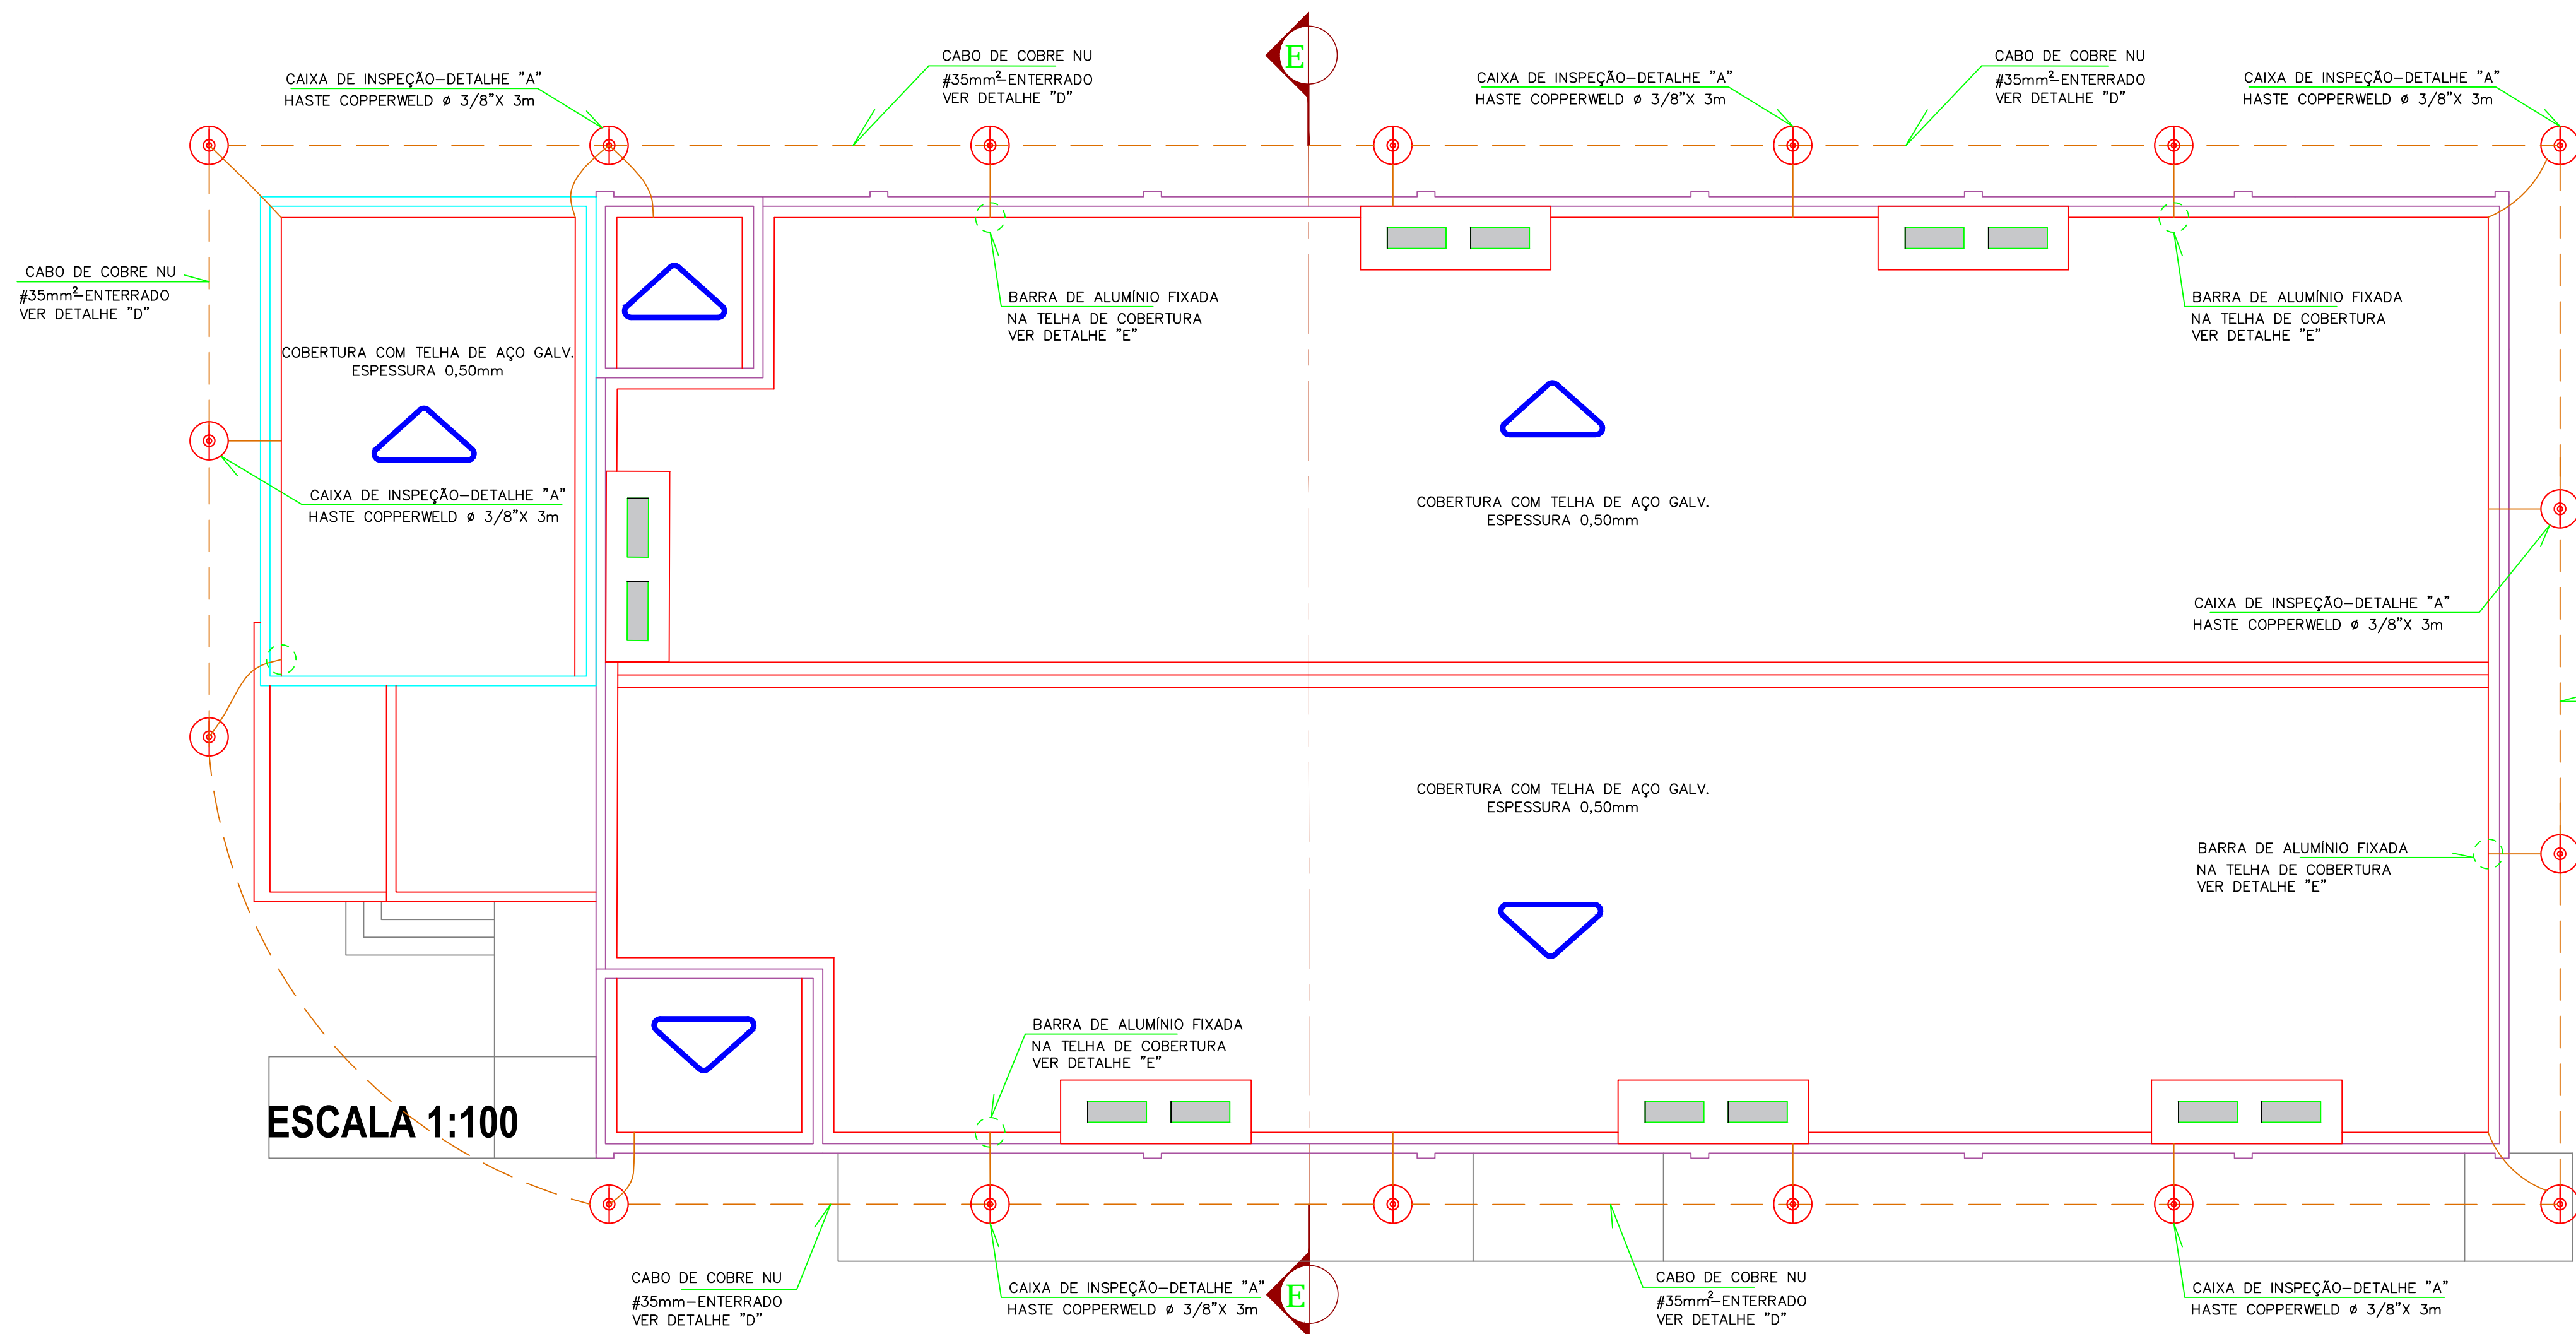 CABO DE COBRE NU
#35mm²-ENTERRADO
VER DETALHE "D"
CABO DE COBRE NU
#35mm²-ENTERRADO
VER DETALHE "D"
CAIXA DE INSPEÇÃO-DETALHE "A"
HASTE COPPERWELD ø 3/8"X 3m
E
CAIXA DE INSPEÇÃO-DETALHE "A"
HASTE COPPERWELD ø 3/8"X 3m
CAIXA DE INSPEÇÃO-DETALHE "A"
HASTE COPPERWELD ø 3/8"X 3m
CABO DE COBRE NU
#35mm²-ENTERRADO
VER DETALHE "D"
BARRA DE ALUMÍNIO FIXADA
NA TELHA DE COBERTURA
VER DETALHE "E"
BARRA DE ALUMÍNIO FIXADA
NA TELHA DE COBERTURA
VER DETALHE "E"
COBERTURA COM TELHA DE AÇO GALV.
ESPESSURA 0,50mm
CAIXA DE INSPEÇÃO-DETALHE "A"
HASTE COPPERWELD ø 3/8"X 3m
COBERTURA COM TELHA DE AÇO GALV.
ESPESSURA 0,50mm
CAIXA DE INSPEÇÃO-DETALHE "A"
HASTE COPPERWELD ø 3/8"X 3m
COBERTURA COM TELHA DE AÇO GALV.
ESPESSURA 0,50mm
BARRA DE ALUMÍNIO FIXADA
NA TELHA DE COBERTURA
VER DETALHE "E"
BARRA DE ALUMÍNIO FIXADA
NA TELHA DE COBERTURA
VER DETALHE "E"
ESCALA 1:100
CABO DE COBRE NU
#35mm-ENTERRADO
VER DETALHE "D"
CAIXA DE INSPEÇÃO-DETALHE "A"
HASTE COPPERWELD ø 3/8"X 3m
E
CABO DE COBRE NU
#35mm²-ENTERRADO
VER DETALHE "D"
CAIXA DE INSPEÇÃO-DETALHE "A"
HASTE COPPERWELD ø 3/8"X 3m